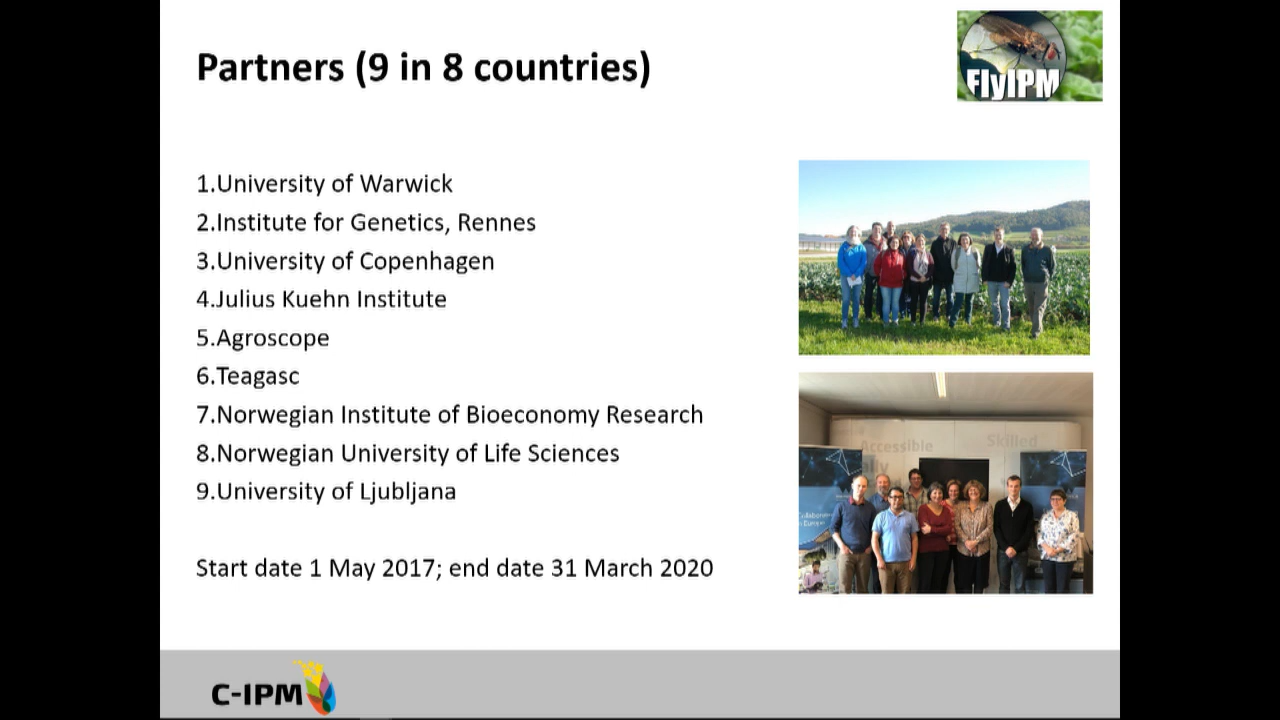 Partners (9 in 8 countries)
FlyIPM
1.University of Warwick
2.Institute for Genetics, Rennes
3.University of Copenhagen
4.Julius Kuehn Institute
5.Agroscope
6.Teagasc
7.Norwegian Institute of Bioeconomy Research
8.Norwegian University of Life Sciences
9.University of Ljubljana
Accessible
Skilled
Start date 1 May 2017; end date 31 March 2020
C-IPM